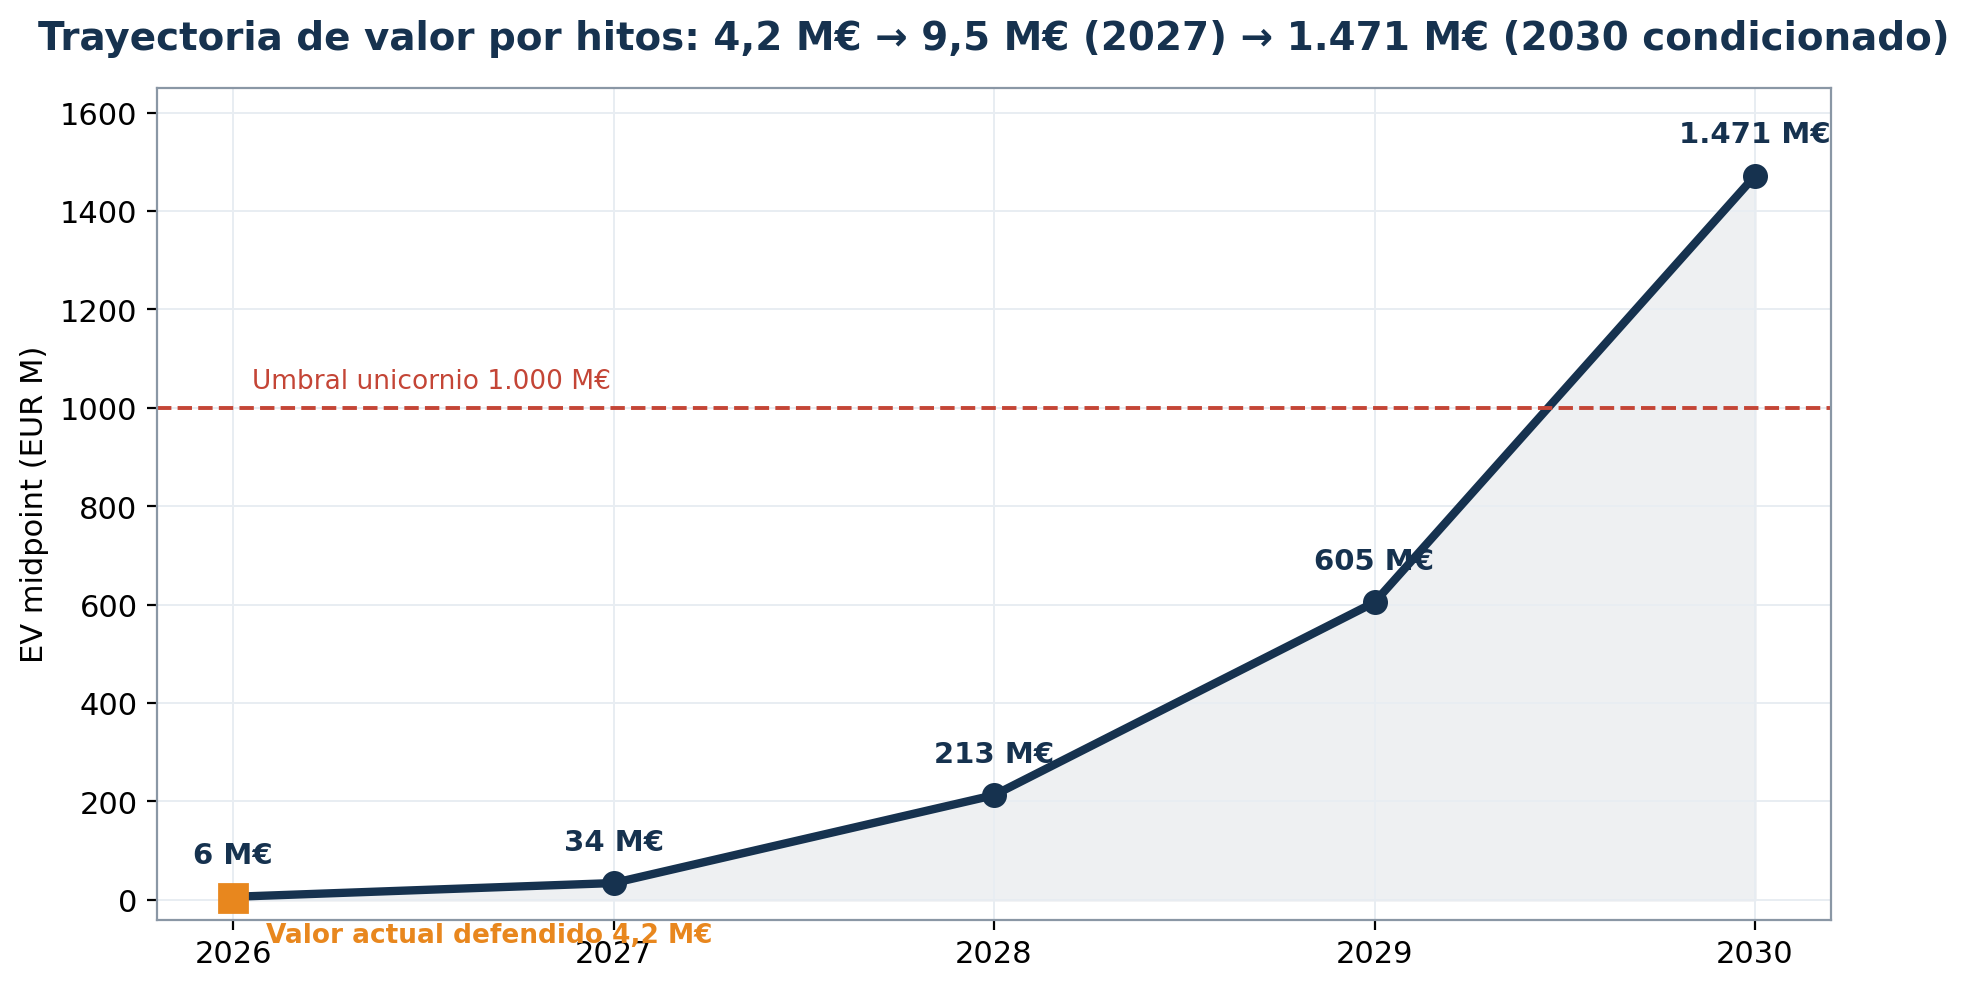 Trayectoria de valor por hitos: 4,2 M€ → 9,5 M€ (2027) → 1.471 M€ (2030 condicionado)
EV midpoint (EUR M)
1600
1400
1200
1000
800
600
400
200
0
1.471 M€
Umbral unicornio 1.000 M€
605 M€
213 M€
34 M€
6 M€
Valor actual defendido 4,2 M€
2026
2027
2028
2029
2030